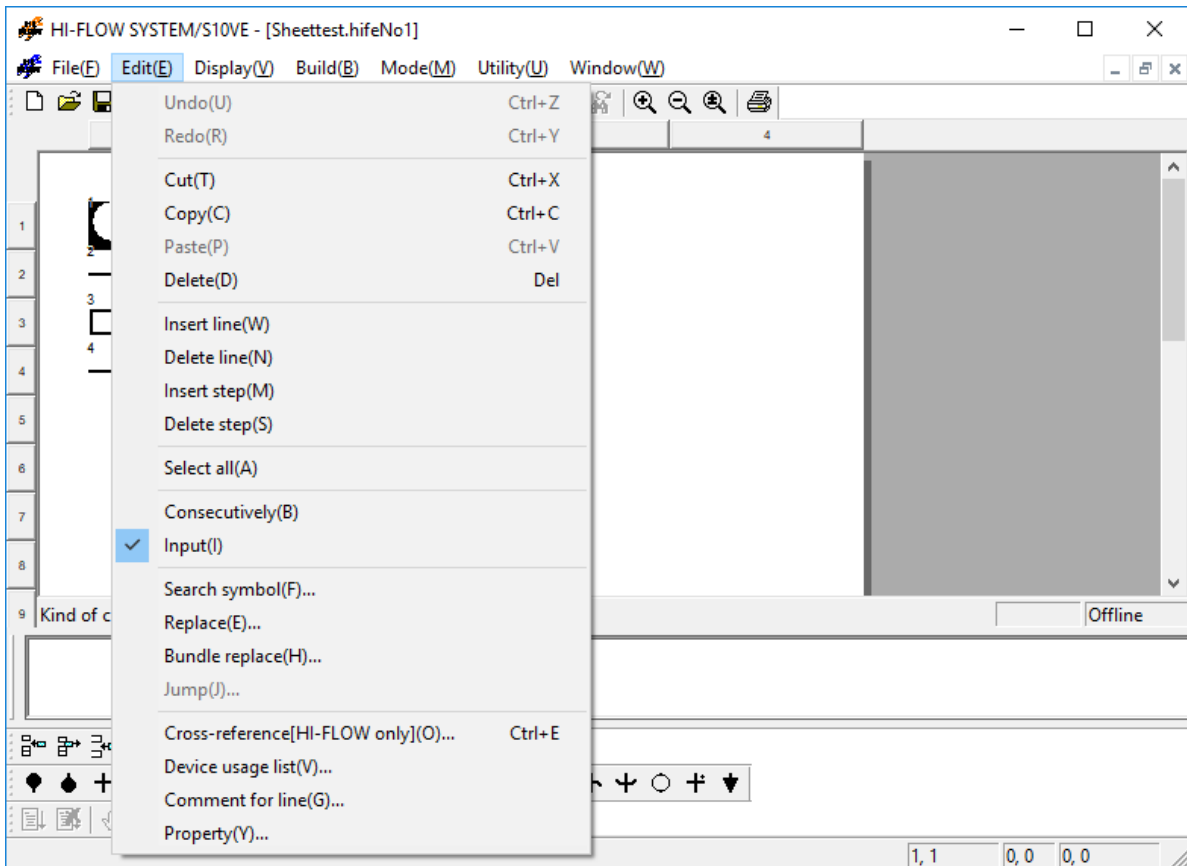 HI-FLOW SYSTEM/S10VE - [Sheettest.hifeNo1]
File(F) Edit(E) Display(V) Build(B) Mode(M) Utility(U) Window(W)
4
Undo(U) Ctrl+Z
Redo(R) Ctrl+Y
Cut(T) Ctrl+X
Copy(C) Ctrl+C
Paste(P) Ctrl+V
Delete(D) Del
Insert line(W)
Delete line(N)
Insert step(M)
Delete step(S)
Select all(A)
Consecutively(B)
Input(I)
Search symbol(F)...
Replace(E)...
Bundle replace(H)...
Jump(J)...
Cross-reference[HI-FLOW only](O)... Ctrl+E
Device usage list(V)...
Comment for line(G)...
Property(Y)...
1
2
3
4
5
6
7
8
9
1
2
3
4
Kind of c
Offline
1, 1 0, 0 0, 0